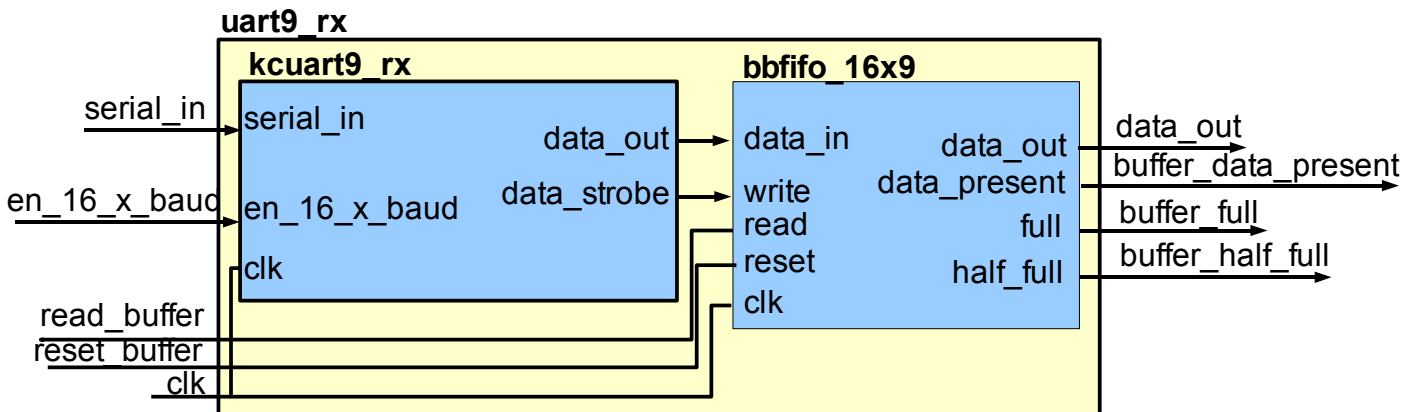 uart9_rx
kcuart9_rx
bbfifo_16x9
serial_in
serial_in
data_out
data_in
data_out
data_out
en_16_x_baud
en_16_x_baud
data_strobe
write
data_present
buffer_data_present
read
full
buffer_full
clk
reset
half_full
buffer_half_full
clk
read_buffer
reset_buffer
clk